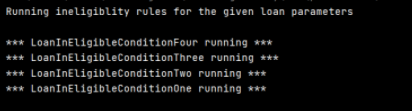 Running ineligiblity rules for the given loan parameters
*** LoanInEligibleConditionFour running ***
*** LoanInEligibleConditionThree running ***
*** LoanInEligibleConditionTwo running ***
*** LoanInEligibleConditionOne running ***